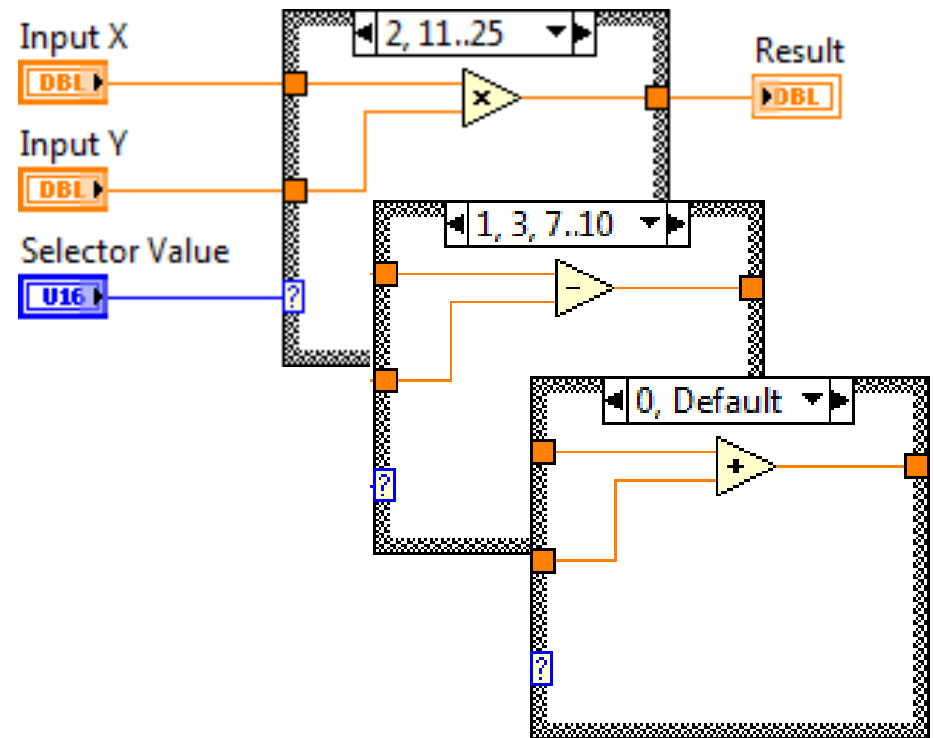 Input X
DBL
2, 11..25
×
Result
DBL
Input Y
DBL
Selector Value
U16
?
1, 3, 7..10
−
?
0, Default
+
?